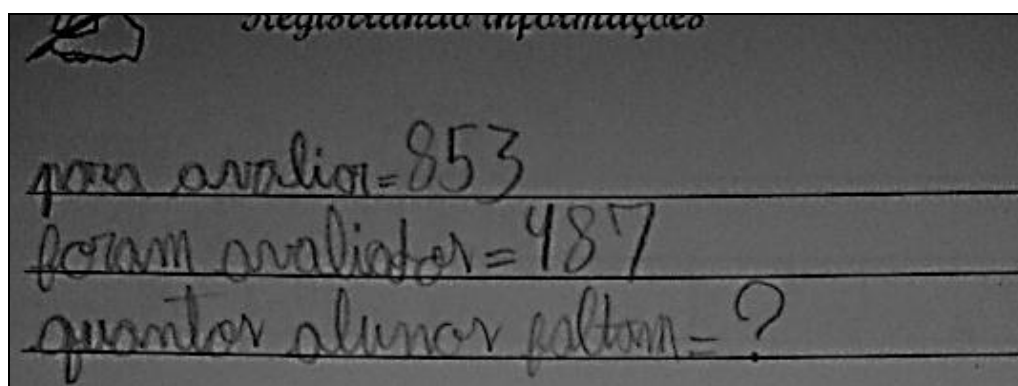 Registrando informações
para avaliar=853
foram avaliados=487
quantos alunos faltam=?